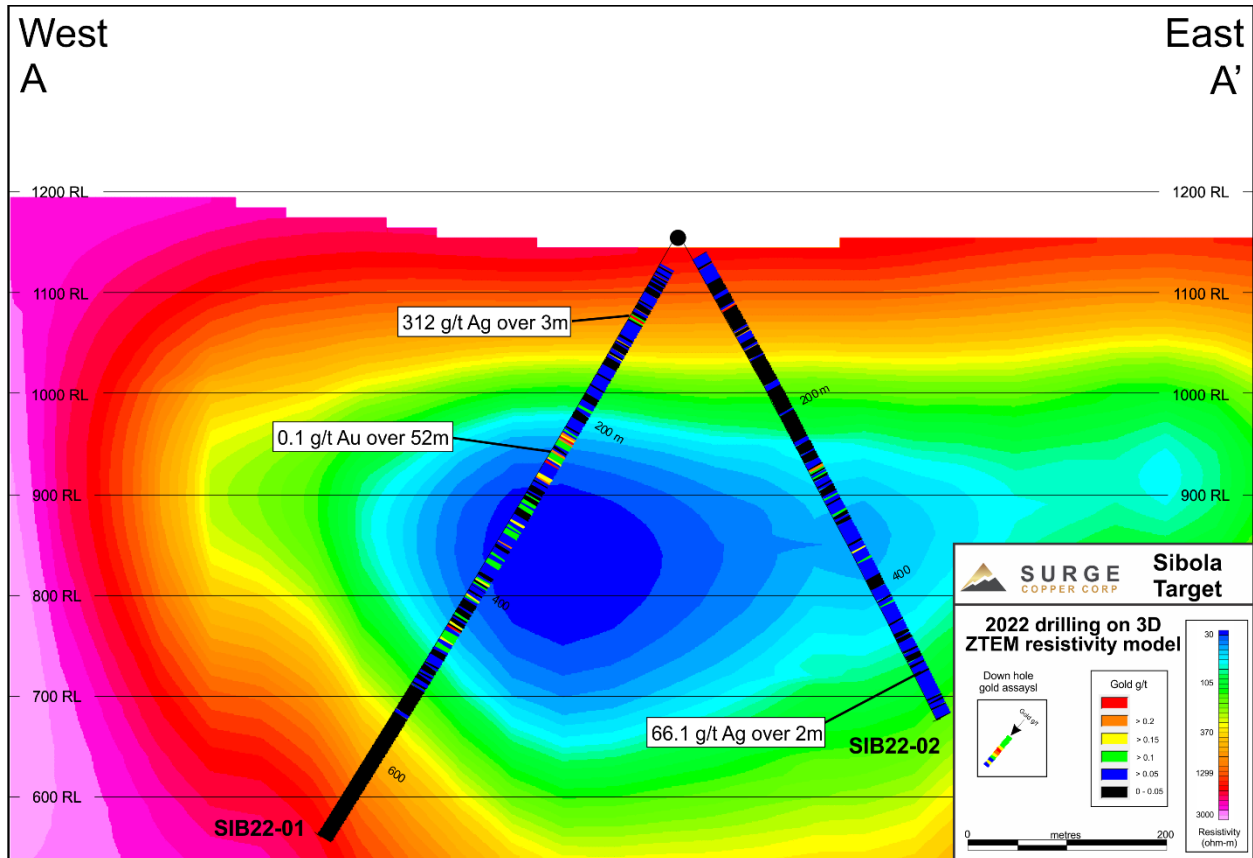 West
A
East
A'
1200 RL
1200 RL
1100 RL
1100 RL
312 g/t Ag over 3m
1000 RL
1000 RL
200 m
200 m
0.1 g/t Au over 52m
900 RL
900 RL
800 RL
400
400
700 RL
66.1 g/t Ag over 2m
SIB22-02
600
600 RL
SIB22-01
SURGE
COPPER CORP
Sibola
Target
2022 drilling on 3D
ZTEM resistivity model
Down hole
gold assaysl
Gold g/t
Gold g/t
> 0.2
> 0.15
> 0.1
> 0.05
0 - 0.05
30
105
370
1299
3000
Resistivity
(ohm-m)
metres
0
200